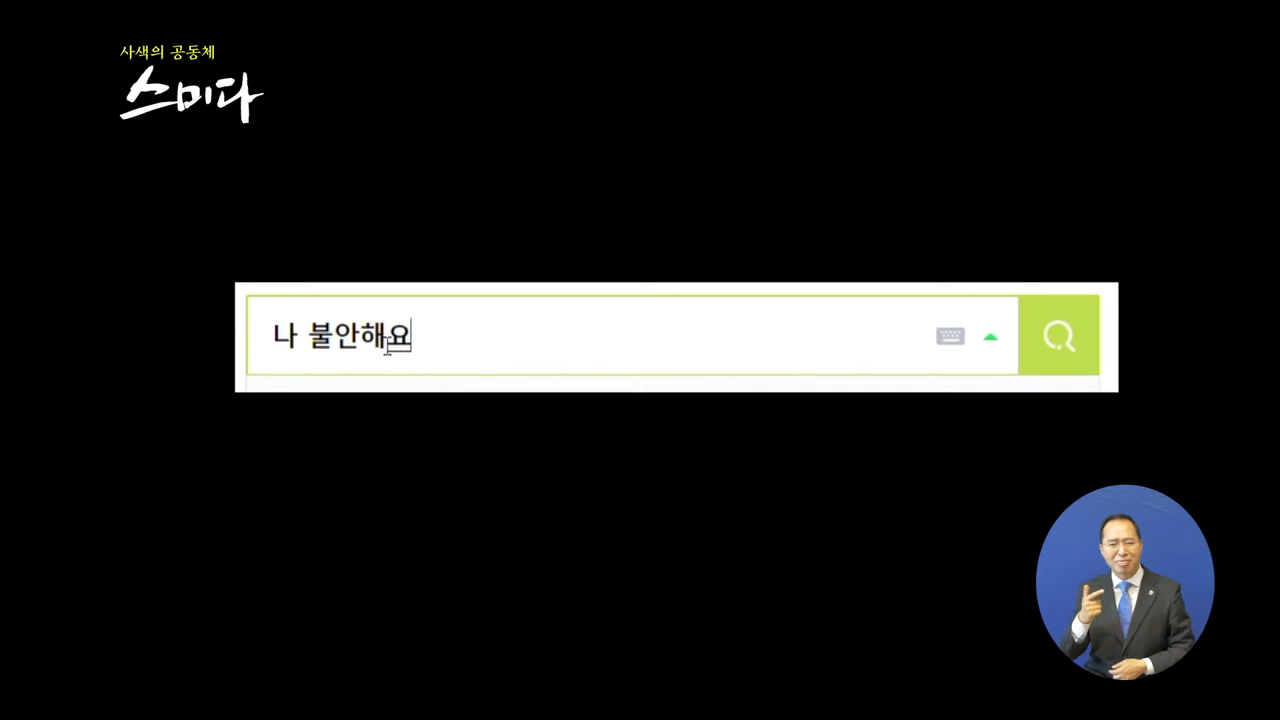 사색의 공동체
스미다
나 불안해요